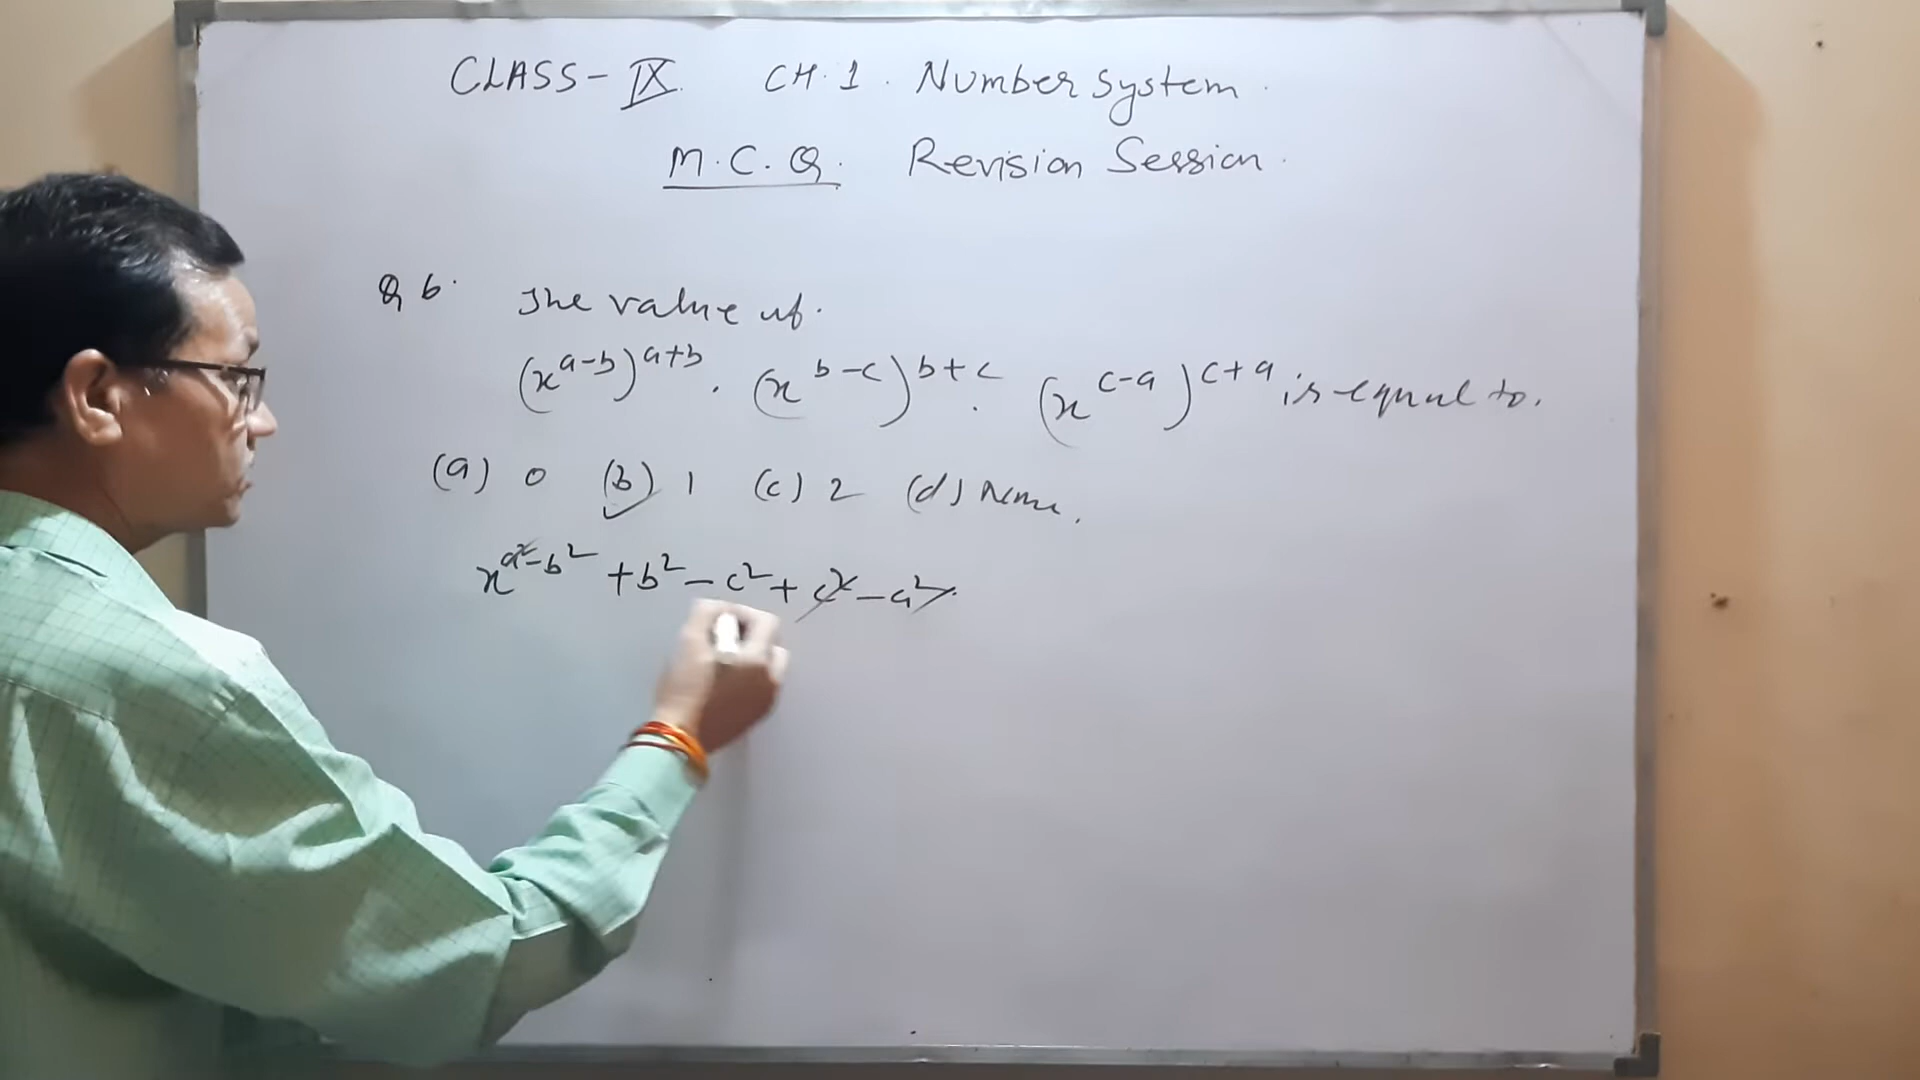 CLASS-IX. CH.1. Number System.
M.C.Q. Revision Session.
Q 6. The value of.
(x^{a-b})^{a+b} . (x^{b-c})^{b+c} . (x^{c-a})^{c+a} is equal to.
(a) 0 (b) 1 (c) 2 (d) None.
x^{a²-b²+b²-c²+c²-a²}